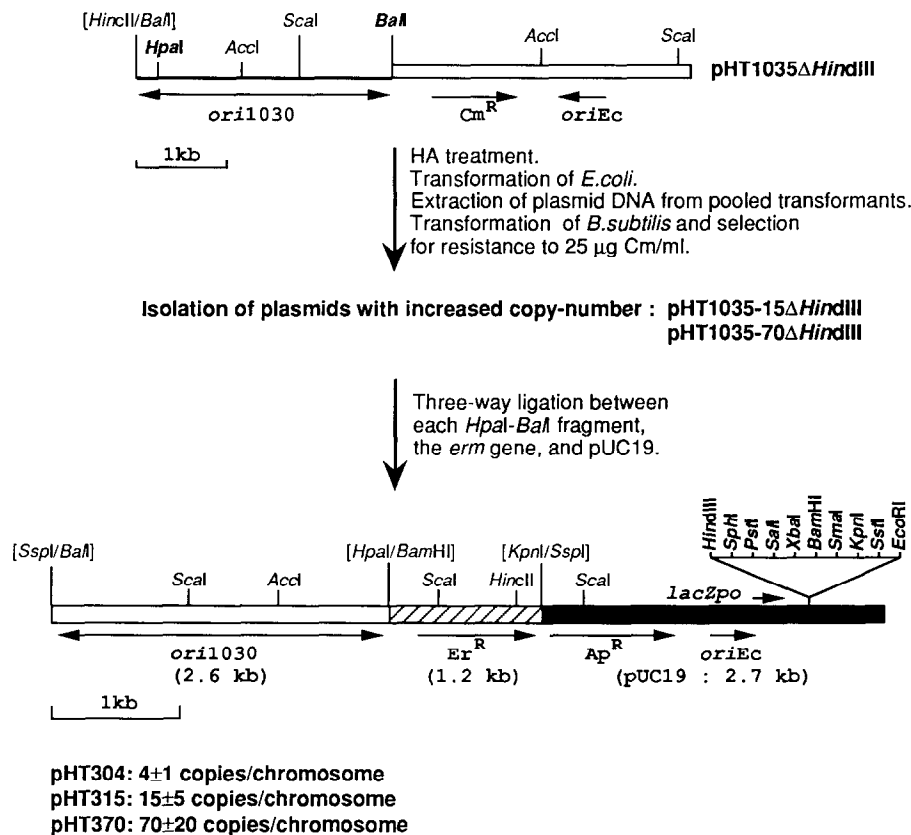 [HincII/BalI]
HpaI
AccI
ScaI
BalI
AccI
ScaI
pHT1035ΔHindIII
ori1030
Cm^R
oriEc
1kb
HA treatment.
Transformation of E.coli.
Extraction of plasmid DNA from pooled transformants.
Transformation of B.subtilis and selection
for resistance to 25 µg Cm/ml.
Isolation of plasmids with increased copy-number : pHT1035-15ΔHindIII
pHT1035-70ΔHindIII
Three-way ligation between
each HpaI-BalI fragment,
the erm gene, and pUC19.
HindIII
SphI
PstI
SalI
XbaI
BamHI
SmaI
KpnI
SstI
EcoRI
[SspI/BalI]
ScaI
AccI
[HpaI/BamHI]
ScaI
HincII
[KpnI/SspI]
ScaI
lacZpo
ori1030
(2.6 kb)
Er^R
(1.2 kb)
Ap^R
oriEc
(pUC19 : 2.7 kb)
1kb
pHT304: 4±1 copies/chromosome
pHT315: 15±5 copies/chromosome
pHT370: 70±20 copies/chromosome